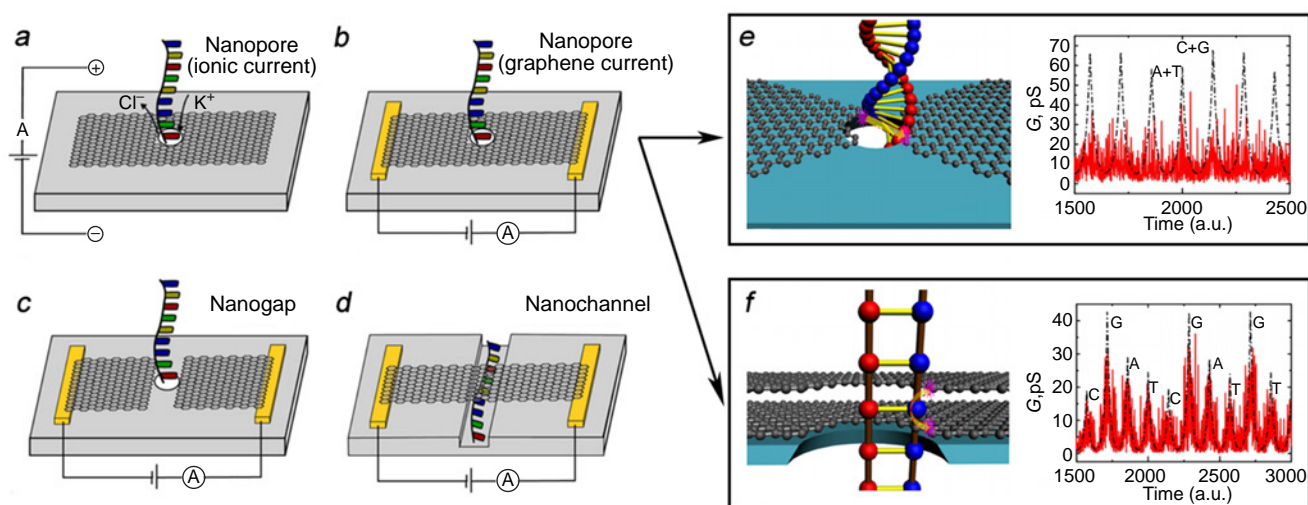 a
Nanopore
(ionic current)
Cl⁻
K⁺
+
A
−
b
Nanopore
(graphene current)
A
c
Nanogap
A
d
Nanochannel
A
e
G, pS
70
60
50
40
30
20
10
0
C+G
A+T
1500 2000 2500
Time (a.u.)
f
G,pS
40
30
20
10
0
C G A T C G A T G T
1500 2000 2500 3000
Time (a.u.)